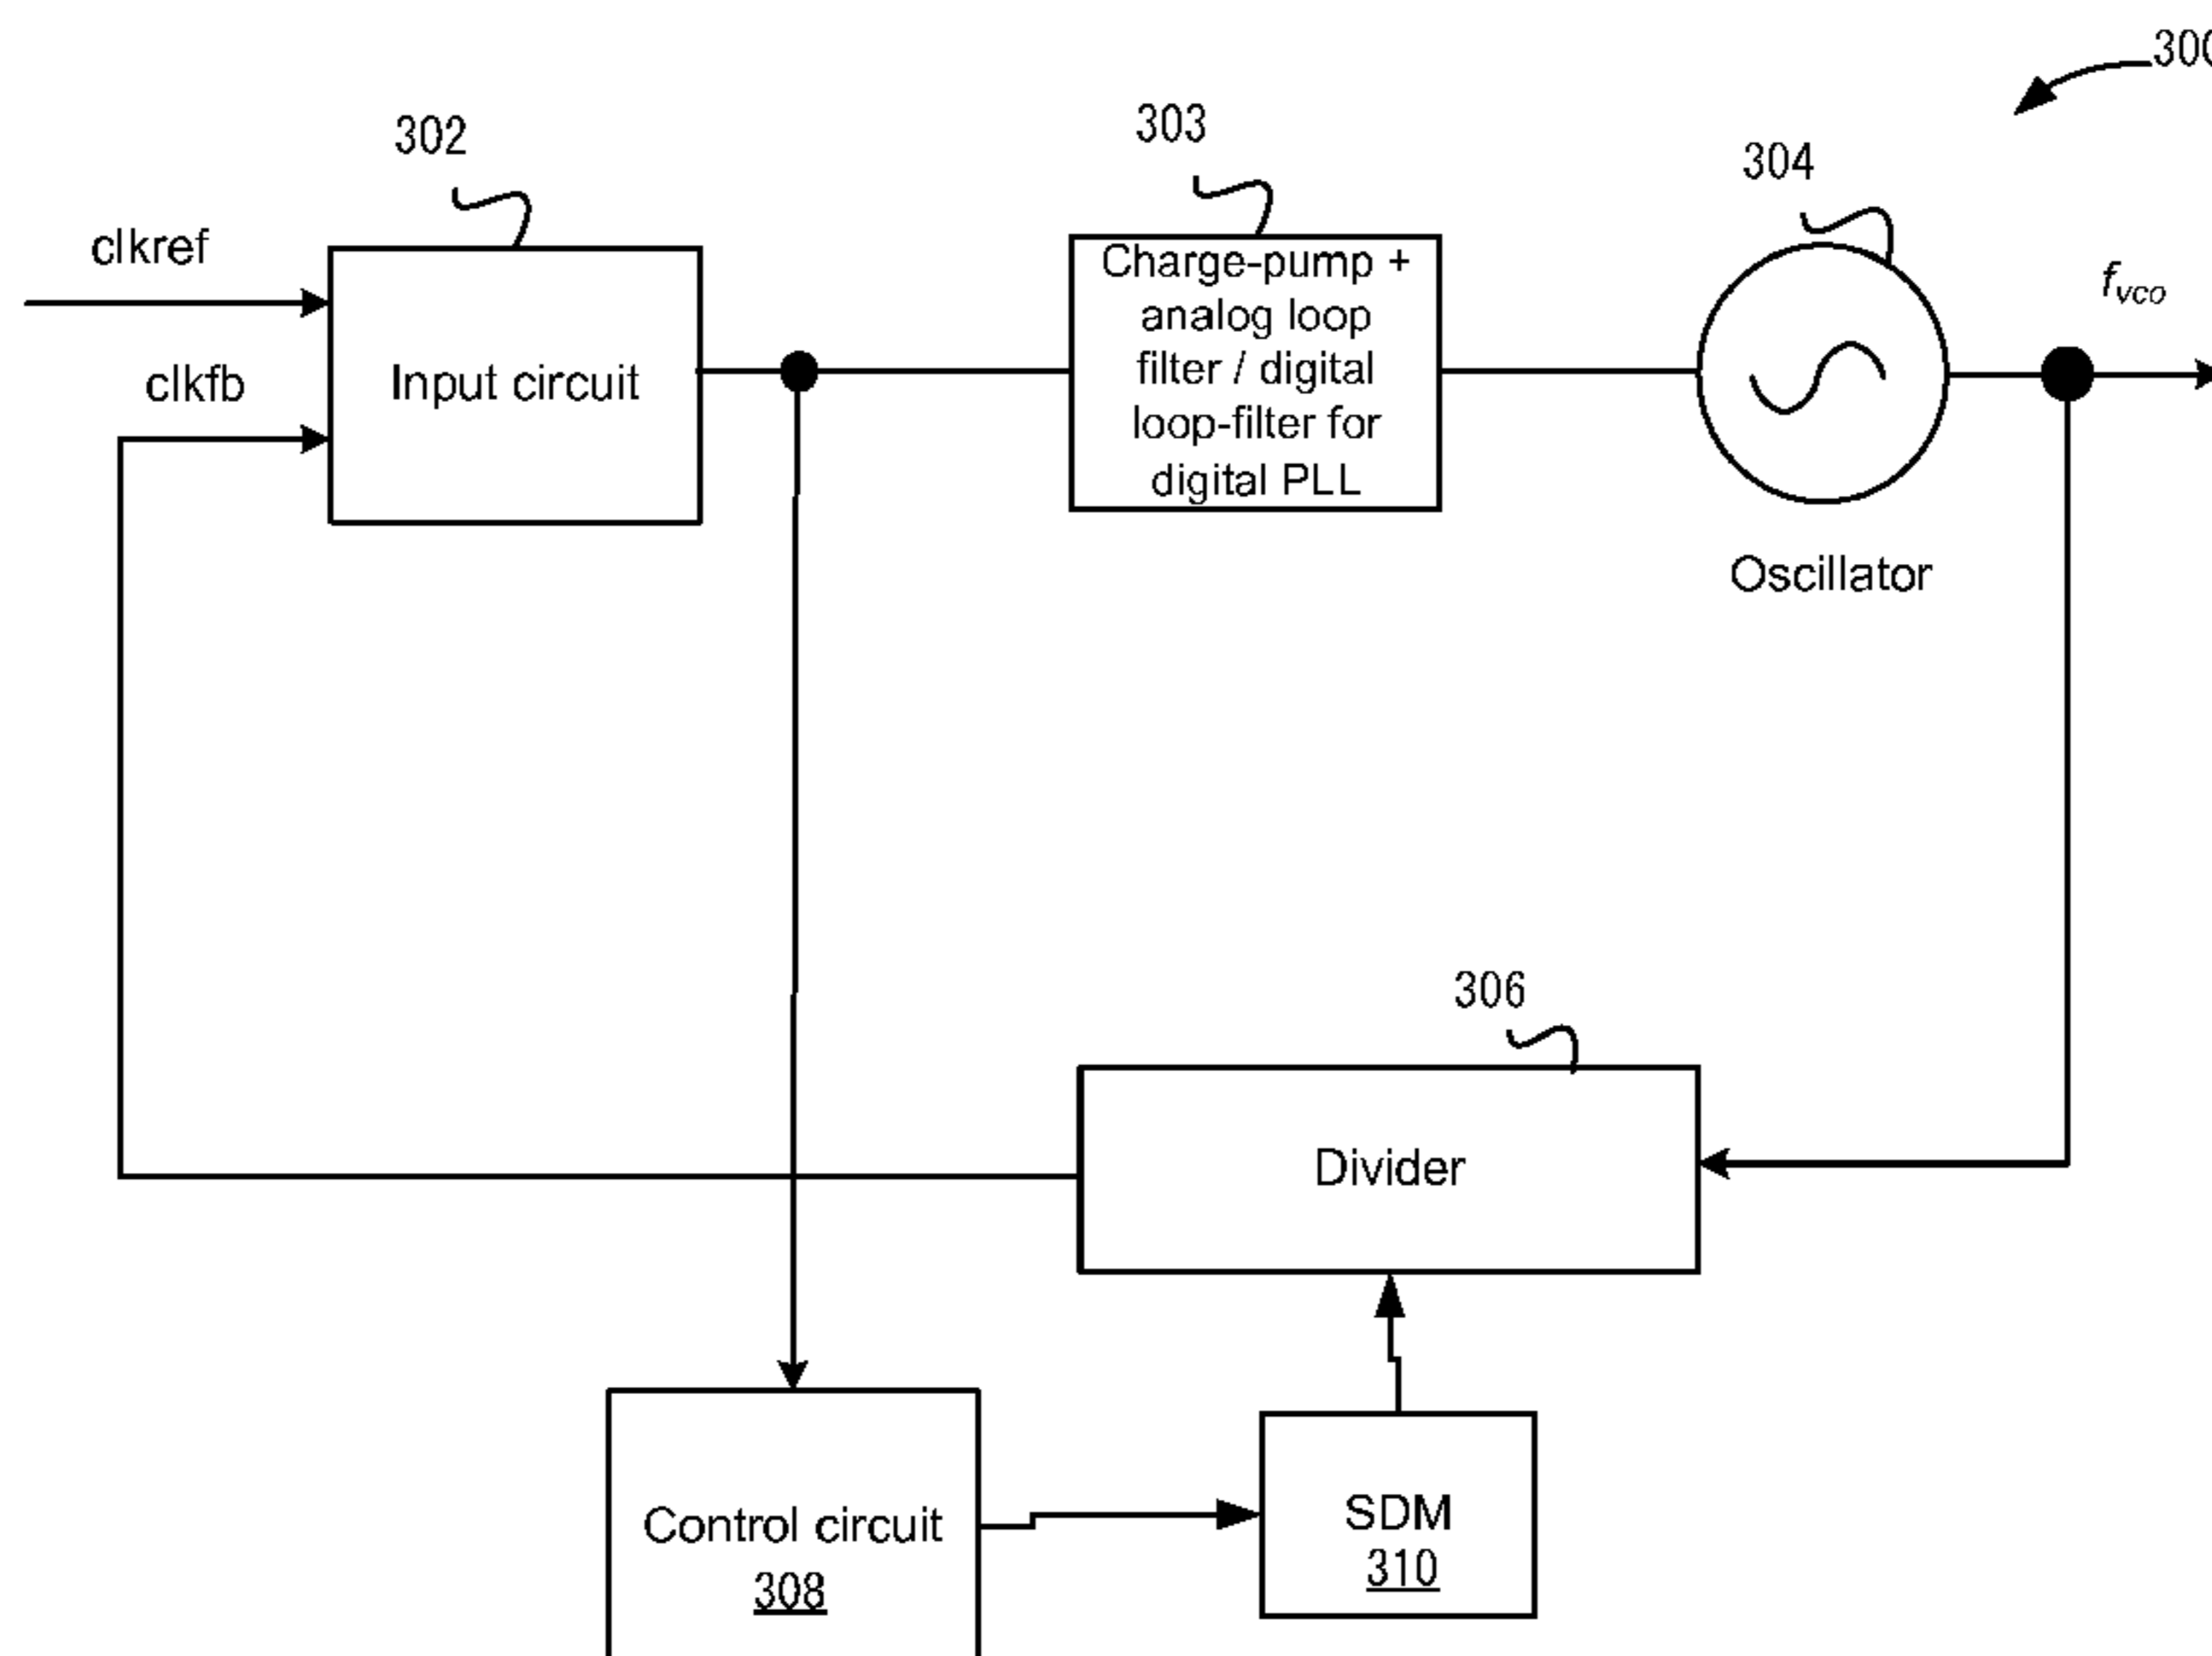 300
302
303
304
clkref
Charge-pump +
analog loop
filter / digital
loop-filter for
digital PLL
fvco
clkfb
Input circuit
Oscillator
306
Divider
Control circuit
308
SDM
310